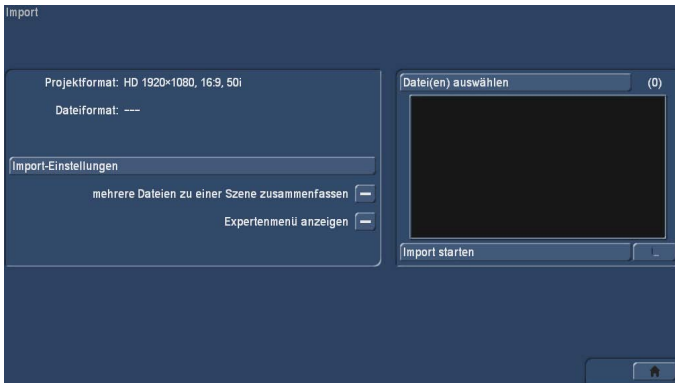 Import
Projektformat: HD 1920×1080, 16:9, 50i
Dateiformat: ---
Import-Einstellungen
mehrere Dateien zu einer Szene zusammenfassen
Expertenmenü anzeigen
Datei(en) auswählen (0)
Import starten